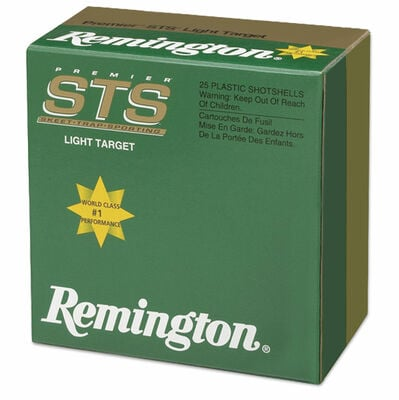 Premier® STS® Light Target
Remington®
PREMIER
STS
SKEET•TRAP•SPORTING
LIGHT TARGET
25 PLASTIC SHOTSHELLS
Warning: Keep Out Of Reach
Of Children.
Cartouches De Fusil
Mise En Garde: Gardez Hors
De La Portée Des Enfants.
WORLD CLASS
#1
PERFORMANCE
Remington®